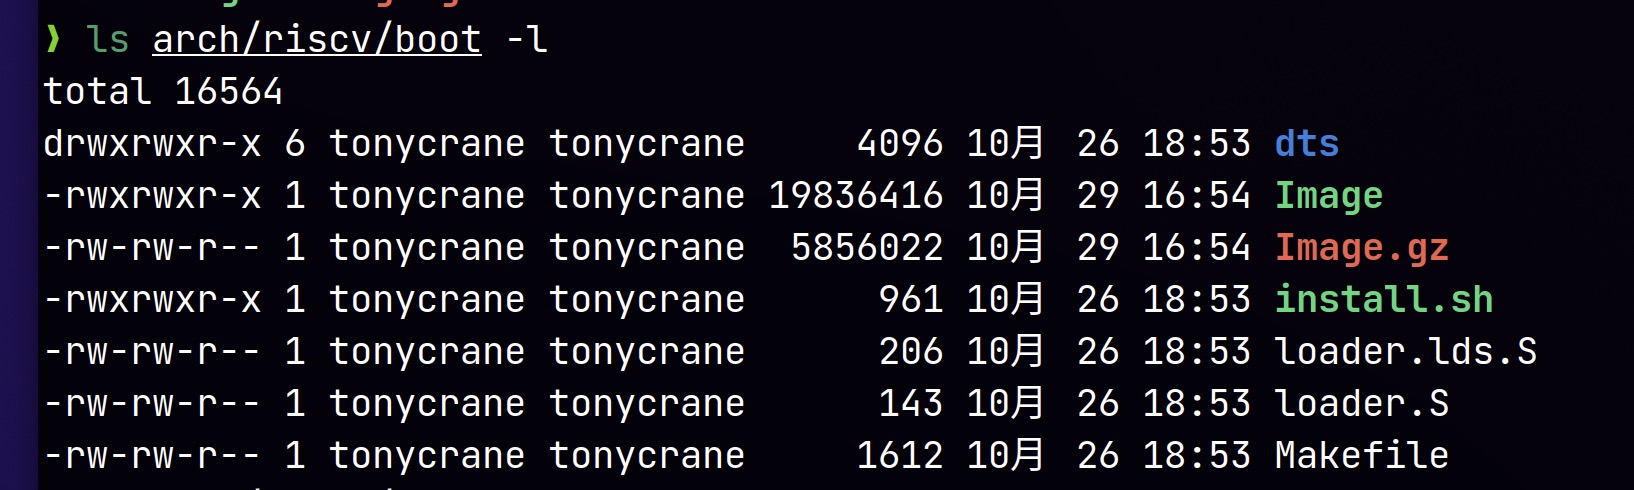 ❯ ls arch/riscv/boot -l
total 16564
drwxrwxr-x 6 tonycrane tonycrane     4096 10月 26 18:53 dts
-rwxrwxr-x 1 tonycrane tonycrane 19836416 10月 29 16:54 Image
-rw-rw-r-- 1 tonycrane tonycrane  5856022 10月 29 16:54 Image.gz
-rwxrwxr-x 1 tonycrane tonycrane      961 10月 26 18:53 install.sh
-rw-rw-r-- 1 tonycrane tonycrane      206 10月 26 18:53 loader.lds.S
-rw-rw-r-- 1 tonycrane tonycrane      143 10月 26 18:53 loader.S
-rw-rw-r-- 1 tonycrane tonycrane     1612 10月 26 18:53 Makefile